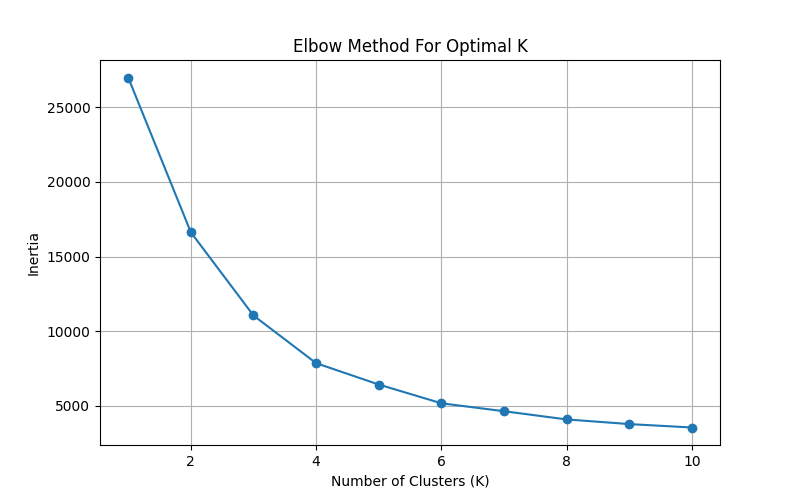 Elbow Method For Optimal K
25000
20000
15000
10000
5000
Inertia
2 4 6 8 10
Number of Clusters (K)